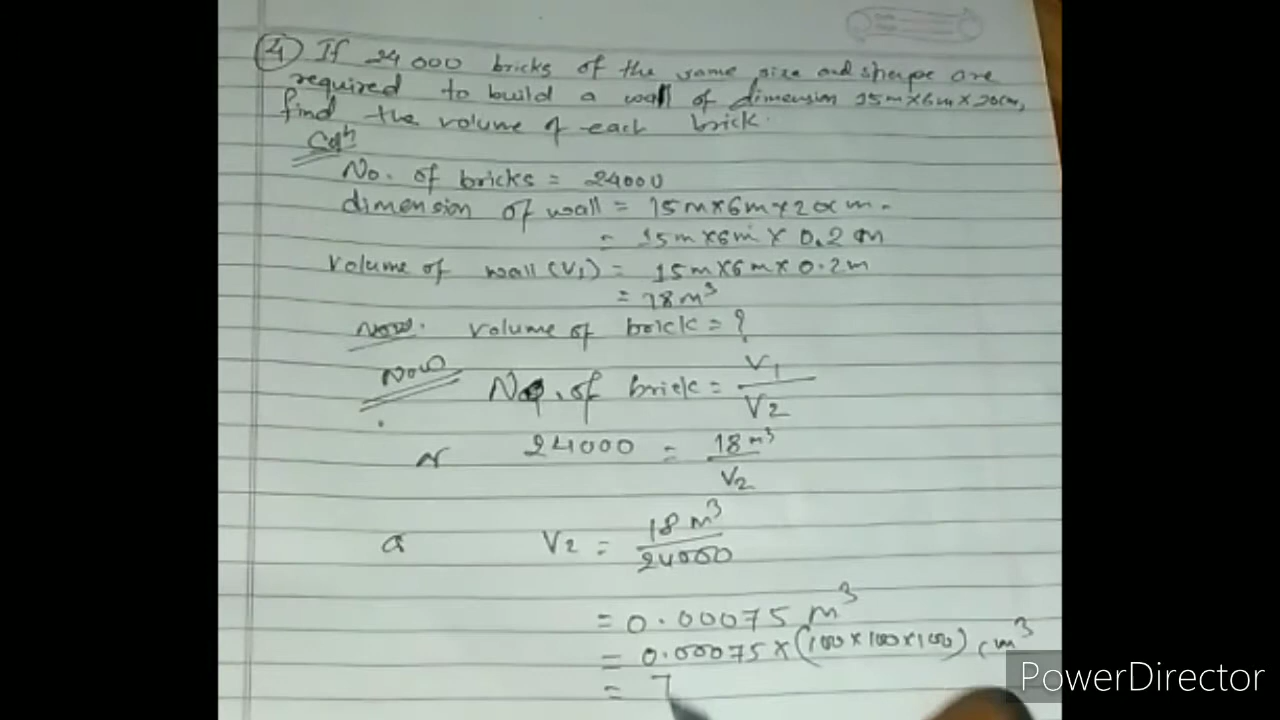 ④ If 24000 bricks of the same size and shape are
required to build a wall of dimension 15m×6m×20cm,
find the volume of each brick.
Solⁿ
No. of bricks = 24000
dimension of wall = 15m×6m×20cm.
= 15m×6m×0.2m
volume of wall (V₁) = 15m×6m×0.2m
= 18m³
Now. volume of brick = ?
Now No. of brick = V₁/V2
or 24000 = 18m³/V2
or V2 = 18m³/24000
= 0.00075 m³
= 0.00075×(100×100×100) cm³
= 7
PowerDirector